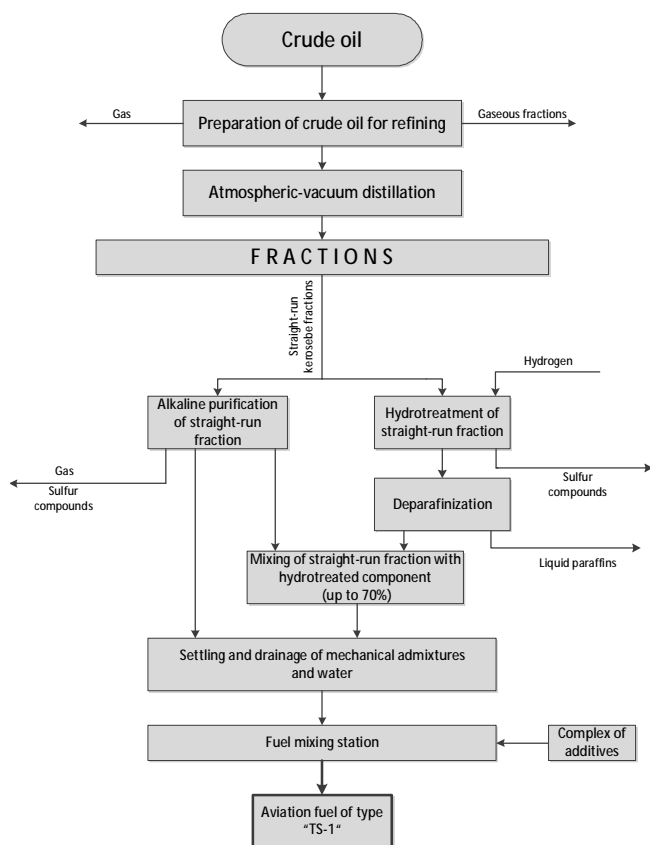 Crude oil
Gas
Gaseous fractions
Preparation of crude oil for refining
Atmospheric-vacuum distillation
F R A C T I O N S
Straight-run
kerosebe fractions
Hydrogen
Alkaline purification
of straight-run
fraction
Hydrotreatment of
straight-run fraction
Gas
Sulfur
compounds
Sulfur
compounds
Deparafinization
Liquid paraffins
Mixing of straight-run fraction with
hydrotreated component
(up to 70%)
Settling and drainage of mechanical admixtures
and water
Fuel mixing station
Complex of
additives
Aviation fuel of type
“TS-1“